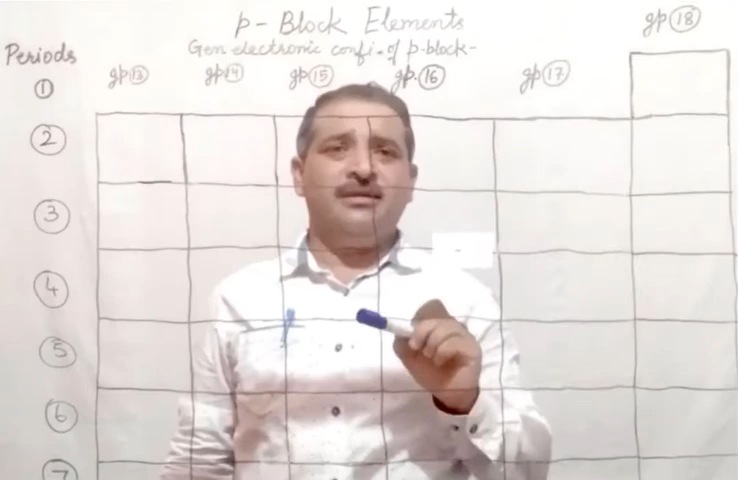 p-Block Elements
gp 18
Gen electronic confi. of p-block-
Periods
gp 13
gp 14
gp 15
gp. 16
gp 17
1
2
3
4
5
6
7